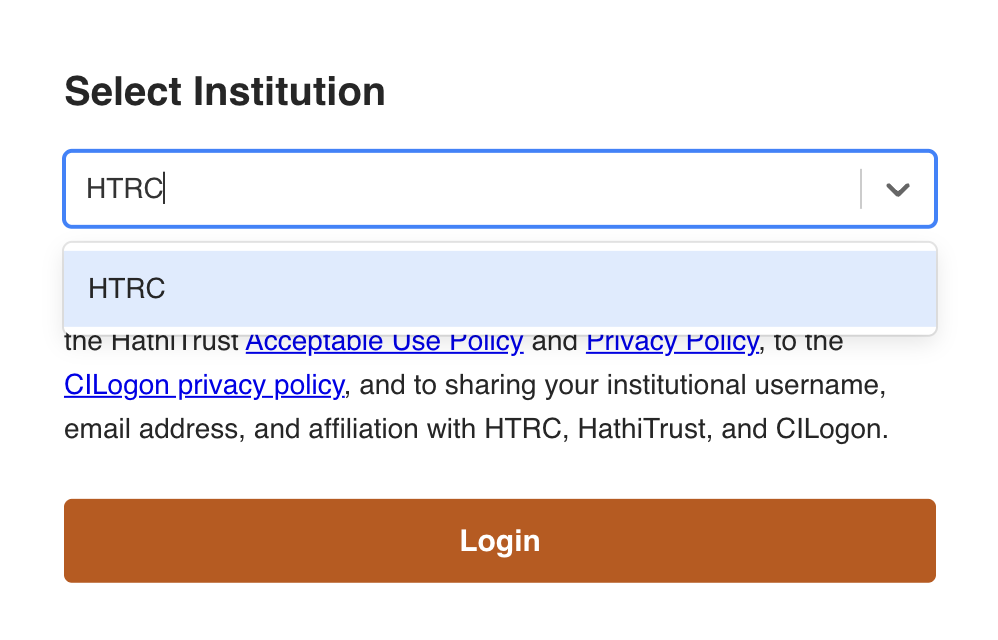 Select Institution
HTRC
HTRC
the HathiTrust Acceptable Use Policy and Privacy Policy, to the
CILogon privacy policy, and to sharing your institutional username,
email address, and affiliation with HTRC, HathiTrust, and CILogon.
Login